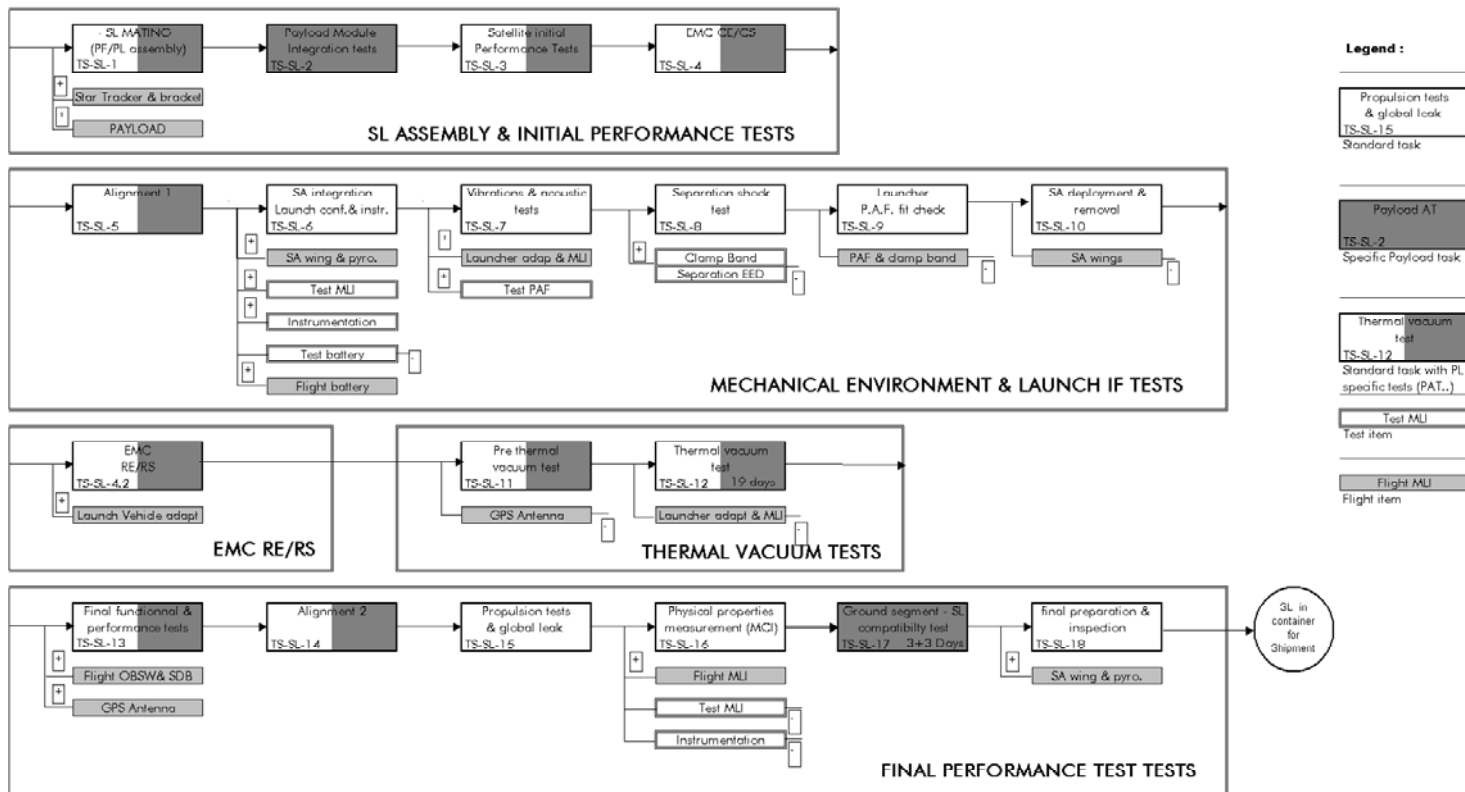 SL MATING
(PF/PL assembly)
TS-SL-1
Payload Module
Integration tests
TS-SL-2
Satellite initial
Performance Tests
TS-SL-3
EMC CE/CS
TS-SL-4
+
Star Tracker & bracket
+
PAYLOAD
SL ASSEMBLY & INITIAL PERFORMANCE TESTS
Alignment 1
TS-SL-5
SA integration
Launch conf.& instr.
TS-SL-6
Vibrations & acoustic
tests
TS-SL-7
Separation shock
test
TS-SL-8
Launcher
P.A.F. fit check
TS-SL-9
SA deployment &
removal
TS-SL-10
+
SA wing & pyro.
+
Test MLI
+
Instrumentation
Test battery
-
+
Flight battery
+
Launcher adap & MLI
+
Test PAF
+
Clamp Band
Separation EED
-
PAF & clamp band
-
SA wings
-
MECHANICAL ENVIRONMENT & LAUNCH IF TESTS
EMC
RE/RS
TS-SL-4.2
+
Launch Vehicle adapt
EMC RE/RS
Pre thermal
vacuum test
TS-SL-11
Thermal vacuum
test
TS-SL-12 19 days
GPS Antenna
-
Launcher adapt & MLI
-
THERMAL VACUUM TESTS
Final functionnal &
performance tests
TS-SL-13
Alignment 2
TS-SL-14
Propulsion tests
& global leak
TS-SL-15
Physical properties
measurement (MCI)
TS-SL-16
Ground segment - SL
compatibilty test
TS-SL-17 3+3 Days
final preparation &
inspection
TS-SL-18
SL in
container
for
Shipment
+
Flight OBSW& SDB
+
GPS Antenna
+
Flight MLI
Test MLI
-
Instrumentation
-
+
SA wing & pyro.
FINAL PERFORMANCE TEST TESTS
Legend :
Propulsion tests
& global leak
TS-SL-15
Standard task
Payload AT
TS-SL-2
Specific Payload task
Thermal vacuum
test
TS-SL-12
Standard task with PL
specific tests (PAT..)
Test MLI
Test item
Flight MLI
Flight item